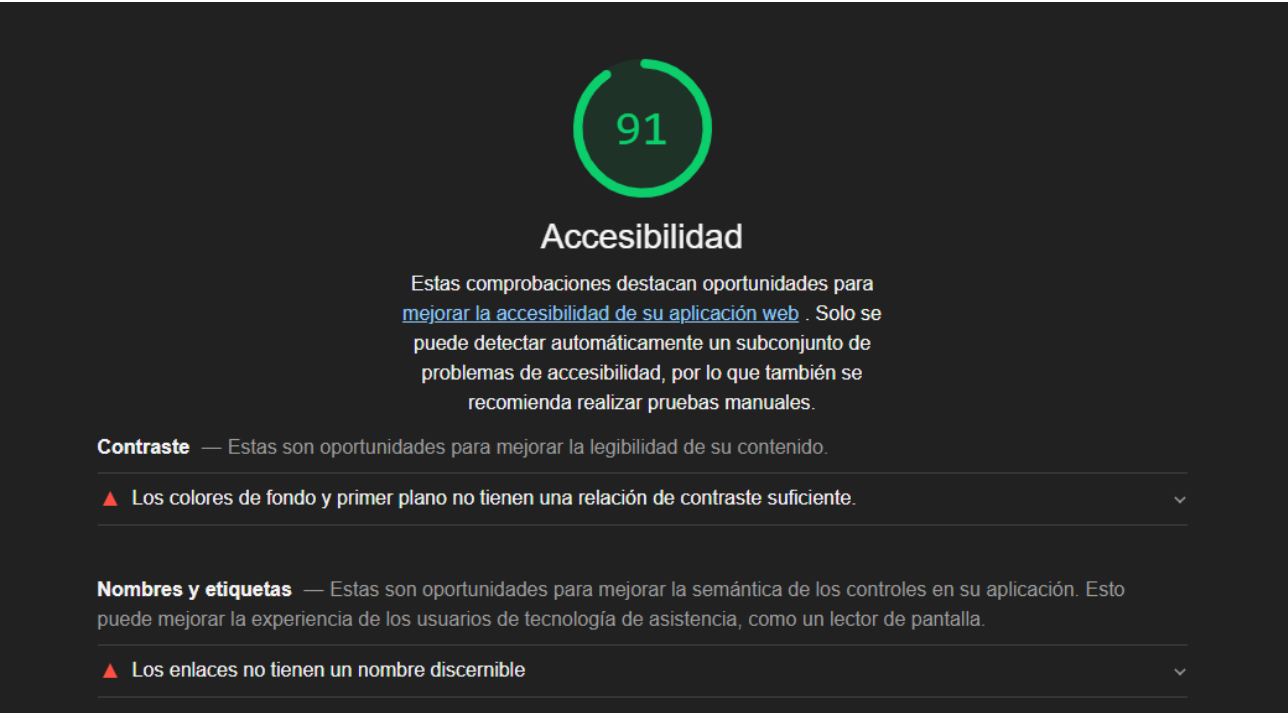 91
Accesibilidad
Estas comprobaciones destacan oportunidades para
mejorar la accesibilidad de su aplicación web . Solo se
puede detectar automáticamente un subconjunto de
problemas de accesibilidad, por lo que también se
recomienda realizar pruebas manuales.
Contraste — Estas son oportunidades para mejorar la legibilidad de su contenido.
Los colores de fondo y primer plano no tienen una relación de contraste suficiente.
Nombres y etiquetas — Estas son oportunidades para mejorar la semántica de los controles en su aplicación. Esto
puede mejorar la experiencia de los usuarios de tecnología de asistencia, como un lector de pantalla.
Los enlaces no tienen un nombre discernible